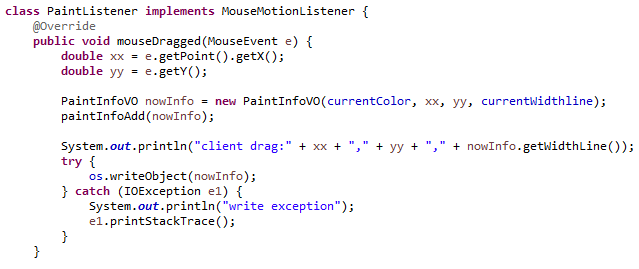 class PaintListener implements MouseMotionListener {
@Override
public void mouseDragged(MouseEvent e) {
double xx = e.getPoint().getX();
double yy = e.getY();
PaintInfoVO nowInfo = new PaintInfoVO(currentColor, xx, yy, currentWidthline);
paintInfoAdd(nowInfo);
System.out.println("client drag:" + xx + "," + yy + "," + nowInfo.getWidthLine());
try {
os.writeObject(nowInfo);
} catch (IOException e1) {
System.out.println("write exception");
e1.printStackTrace();
}
}